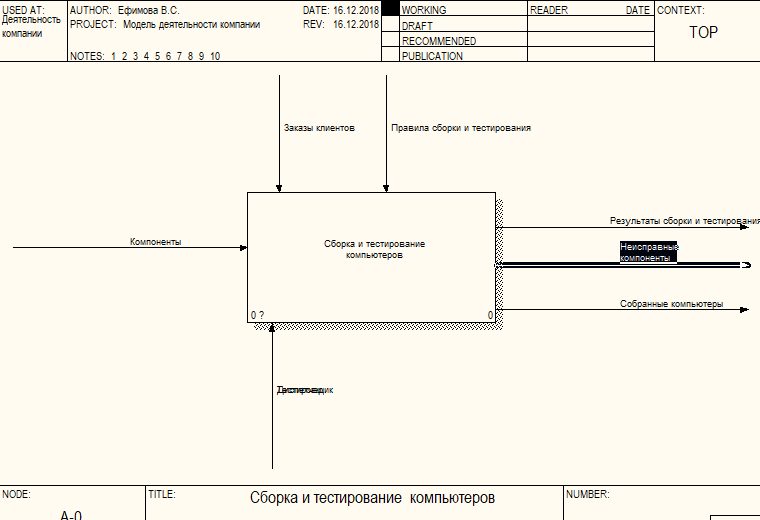 USED AT:
Деятельность
компании
AUTHOR: Ефимова В.С.
DATE: 16.12.2018
PROJECT: Модель деятельности компании
REV: 16.12.2018
NOTES: 1 2 3 4 5 6 7 8 9 10
WORKING
DRAFT
RECOMMENDED
PUBLICATION
READER
DATE
CONTEXT:
TOP
Заказы клиентов
Правила сборки и тестирования
Компоненты
Сборка и тестирование
компьютеров
0 ?
0
Результаты сборки и тестирования
Неисправные
компоненты
Собранные компьютеры
NODE:
A-0
TITLE:
Сборка и тестирование компьютеров
NUMBER: